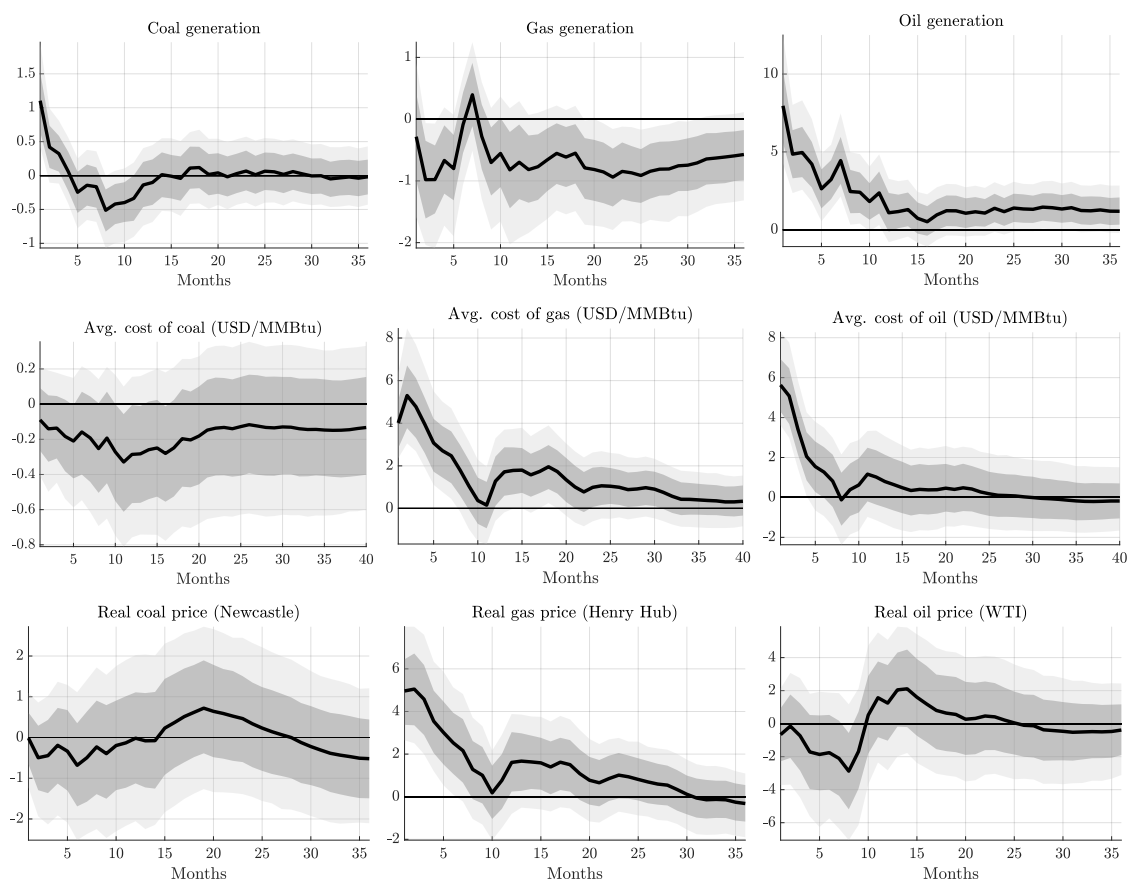 Coal generation
1.5
1
0.5
0
-0.5
-1
5 10 15 20 25 30 35
Months
Gas generation
1
0
-1
-2
5 10 15 20 25 30 35
Months
Oil generation
10
5
0
5 10 15 20 25 30 35
Months
Avg. cost of coal (USD/MMBtu)
0.2
0
-0.2
-0.4
-0.6
-0.8
5 10 15 20 25 30 35 40
Months
Avg. cost of gas (USD/MMBtu)
8
6
4
2
0
5 10 15 20 25 30 35 40
Months
Avg. cost of oil (USD/MMBtu)
8
6
4
2
0
-2
5 10 15 20 25 30 35 40
Months
Real coal price (Newcastle)
2
1
0
-1
-2
5 10 15 20 25 30 35
Months
Real gas price (Henry Hub)
6
4
2
0
-2
5 10 15 20 25 30 35
Months
Real oil price (WTI)
4
2
0
-2
-4
-6
5 10 15 20 25 30 35
Months